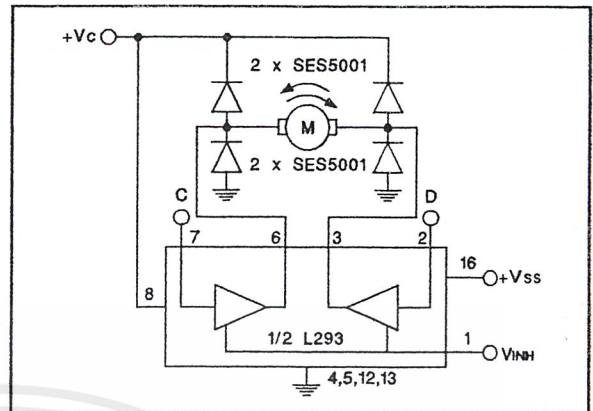 +Vc
2 x SES5001
M
2 x SES5001
C
D
7
6
3
2
16
+Vss
8
1/2 L293
1
VINH
4,5,12,13